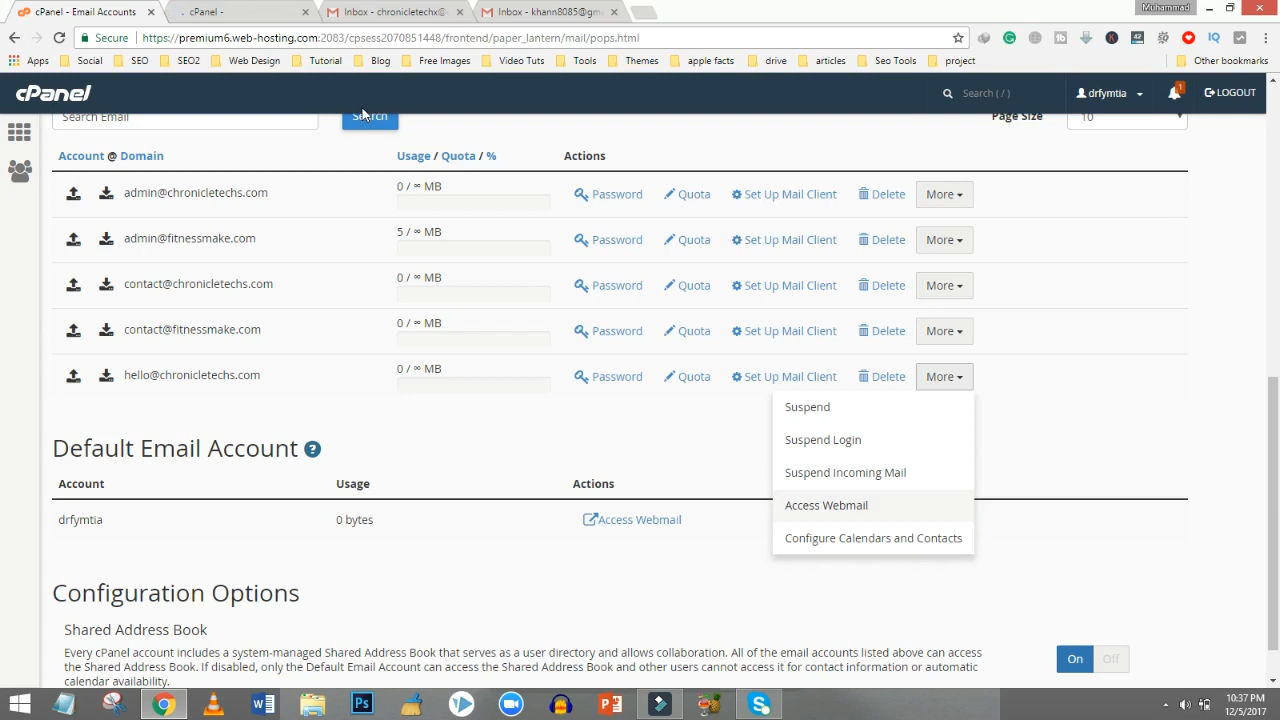 cPanel - Email Accounts
cPanel -
Inbox - chronicletechx@
Inbox - khann8085@gm
Muhammad
Secure
https://premium6.web-hosting.com:2083/cpsess2070851448/frontend/paper_lantern/mail/pops.html
Apps
Social
SEO
SEO2
Web Design
Tutorial
Blog
Free Images
Video Tuts
Tools
Themes
apple facts
drive
articles
Seo Tools
project
Other bookmarks
cPanel
Search ( / )
drfymtia
1
LOGOUT
Search Email
Search
Page Size
10
Account @ Domain
Usage / Quota / %
Actions
admin@chronicletechs.com
0 / ∞ MB
Password
Quota
Set Up Mail Client
Delete
More
admin@fitnessmake.com
5 / ∞ MB
Password
Quota
Set Up Mail Client
Delete
More
contact@chronicletechs.com
0 / ∞ MB
Password
Quota
Set Up Mail Client
Delete
More
contact@fitnessmake.com
0 / ∞ MB
Password
Quota
Set Up Mail Client
Delete
More
hello@chronicletechs.com
0 / ∞ MB
Password
Quota
Set Up Mail Client
Delete
More
Suspend
Suspend Login
Suspend Incoming Mail
Access Webmail
Configure Calendars and Contacts
Default Email Account
Account
Usage
Actions
drfymtia
0 bytes
Access Webmail
Configuration Options
Shared Address Book
Every cPanel account includes a system-managed Shared Address Book that serves as a user directory and allows collaboration. All of the email accounts listed above can access
the Shared Address Book. If disabled, only the Default Email Account can access the Shared Address Book and other users cannot access it for contact information or automatic
calendar availability.
On
Off
10:37 PM
12/5/2017